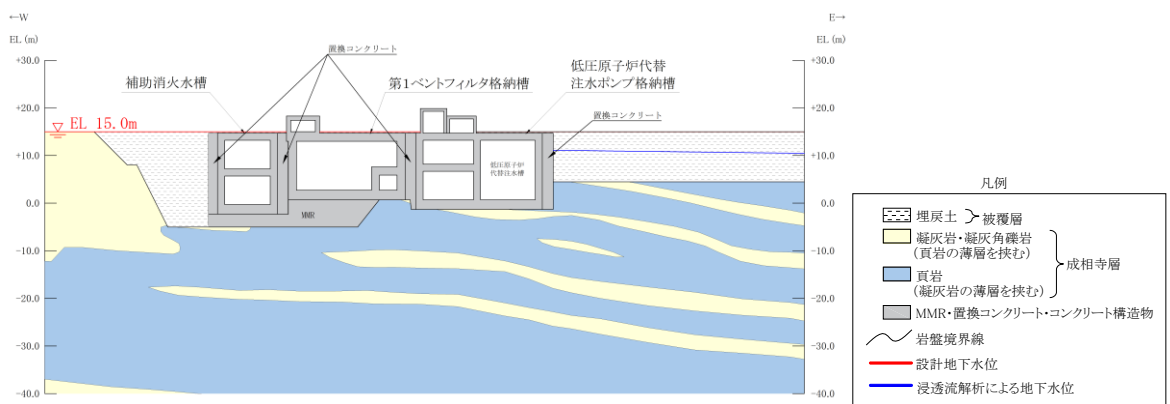 ←W
EL (m)
E→
EL (m)
+30.0
+20.0
+10.0
0.0
-10.0
-20.0
-30.0
-40.0
+30.0
+20.0
+10.0
0.0
-10.0
-20.0
-30.0
-40.0
置換コンクリート
補助消火水槽
第1ベントフィルタ格納槽
低圧原子炉代替
注水ポンプ格納槽
置換コンクリート
EL 15.0m
低圧原子炉
代替注水槽
MMR
凡例
埋戻土
被覆層
凝灰岩・凝灰角礫岩
(頁岩の薄層を挟む)
成相寺層
頁岩
(凝灰岩の薄層を挟む)
MMR・置換コンクリート・コンクリート構造物
岩盤境界線
設計地下水位
浸透流解析による地下水位